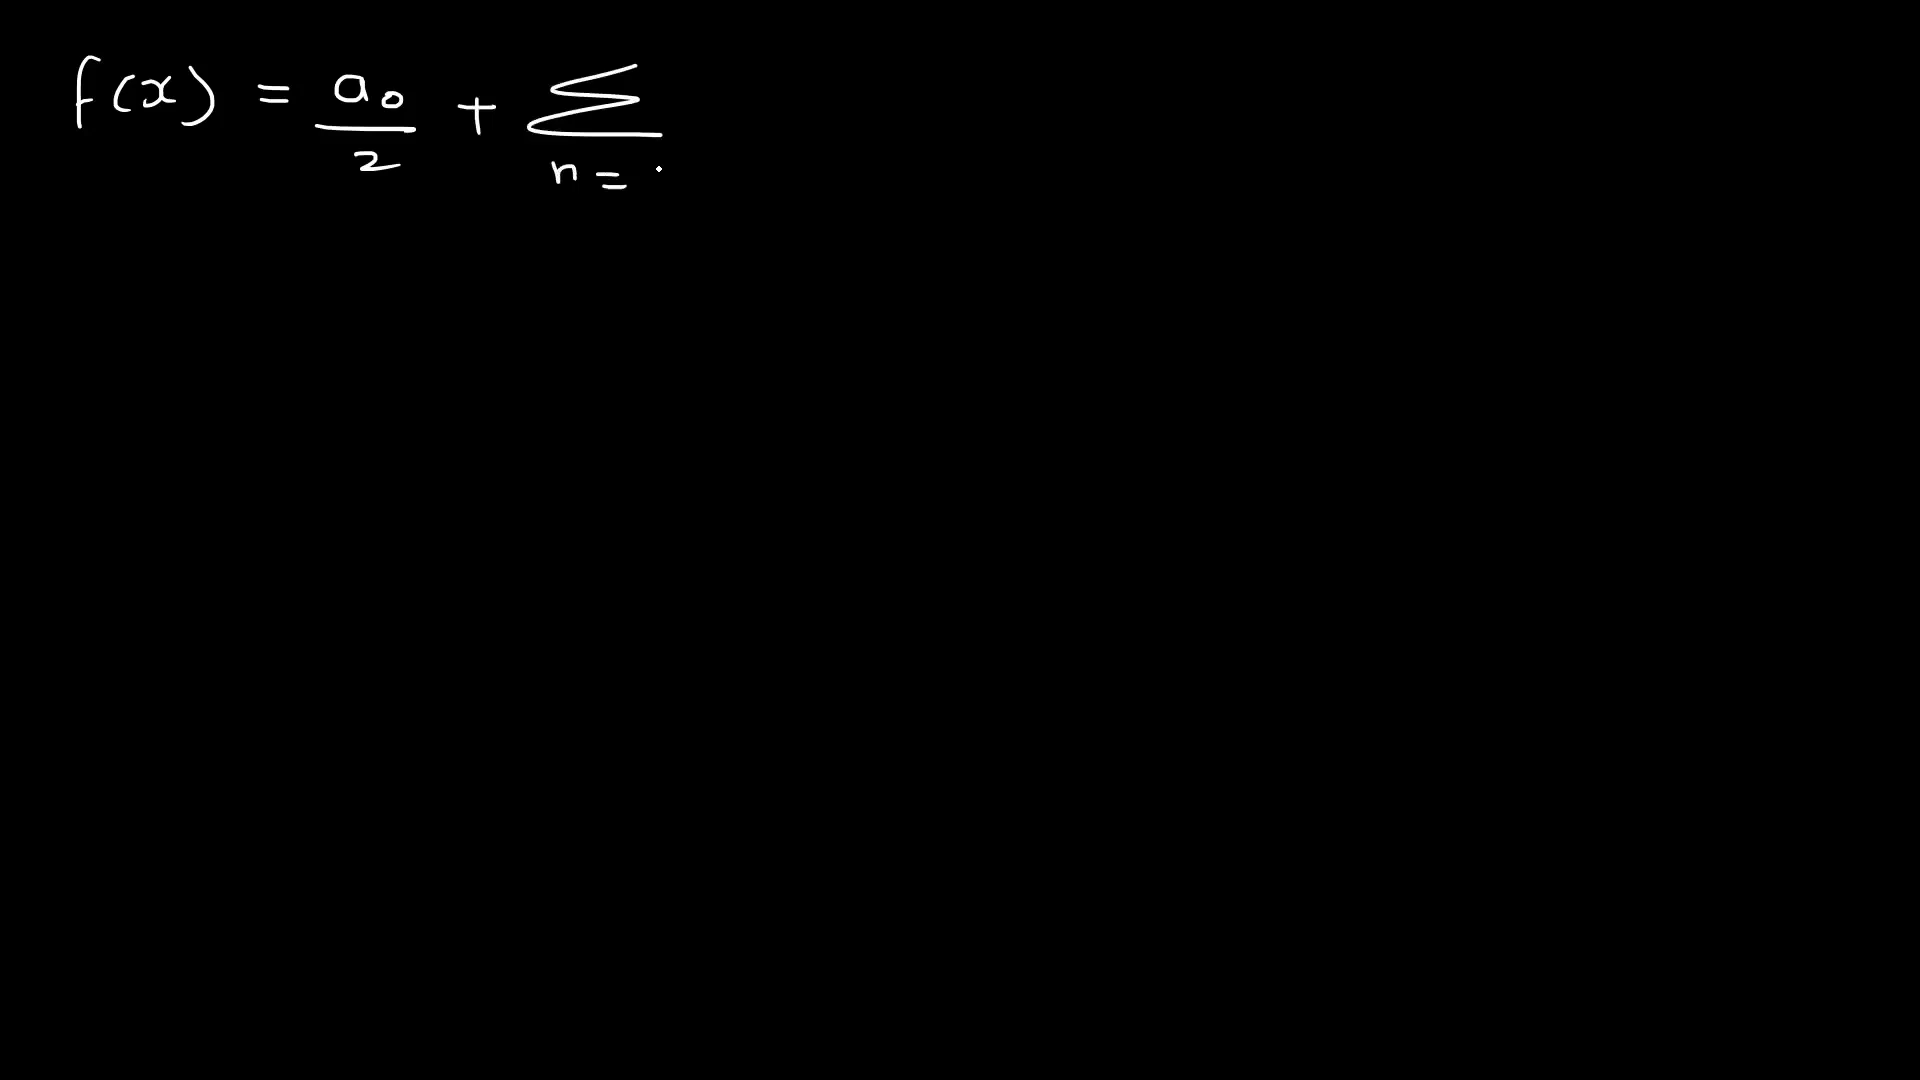 f(x) = a₀/2 + Σ n=